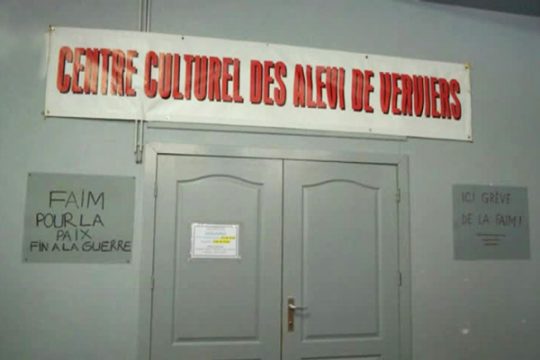 CENTRE CULTUREL DES ALEVI DE VERVIERS
FAIM
POUR LA
PAIX
FIN A LA GUERRE
ICI GRÈVE
DE LA FAIM!